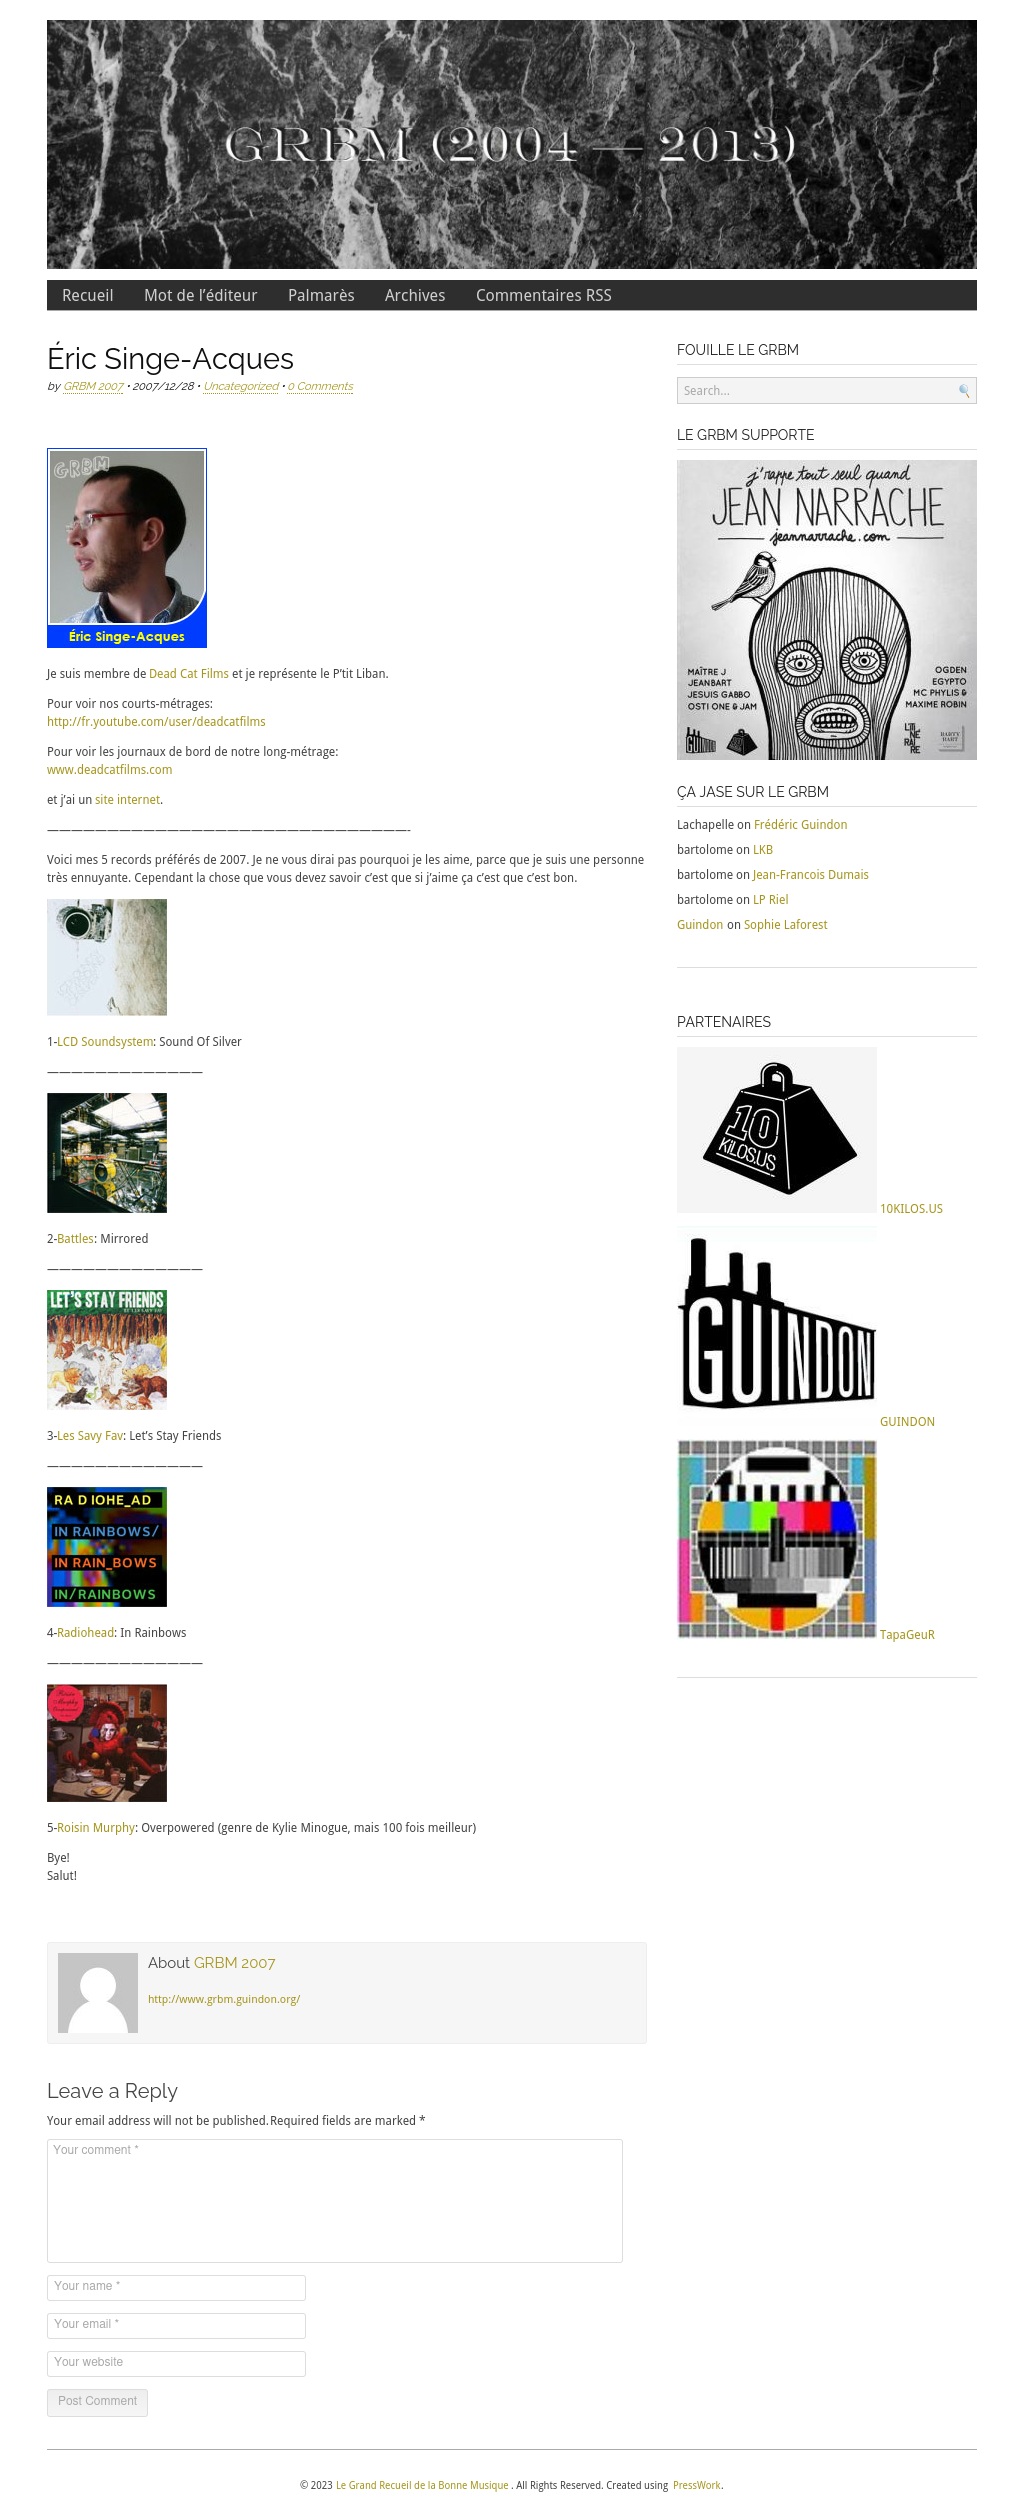 GRBM (2004 — 2013)
Recueil Mot de l’éditeur Palmarès Archives Commentaires RSS
Éric Singe-Acques
by GRBM 2007 • 2007/12/28 • Uncategorized • 0 Comments
GRBM
Éric Singe-Acques
Je suis membre de Dead Cat Films et je représente le P’tit Liban.
Pour voir nos courts-métrages:
http://fr.youtube.com/user/deadcatfilms
Pour voir les journaux de bord de notre long-métrage:
www.deadcatfilms.com
et j’ai un site internet.
——————————————————————————————-
Voici mes 5 records préférés de 2007. Je ne vous dirai pas pourquoi je les aime, parce que je suis une personne
très ennuyante. Cependant la chose que vous devez savoir c’est que si j’aime ça c’est que c’est bon.
1-LCD Soundsystem: Sound Of Silver
—————————————
2-Battles: Mirrored
—————————————
LET'S STAY FRIENDS
3-Les Savy Fav: Let’s Stay Friends
—————————————
RA D IOHE_AD
IN RAINBOWS/
IN RAIN_BOWS
IN/RAINBOWS
4-Radiohead: In Rainbows
—————————————
Róisín Murphy
Overpowered
5-Roisin Murphy: Overpowered (genre de Kylie Minogue, mais 100 fois meilleur)
Bye!
Salut!
About GRBM 2007
http://www.grbm.guindon.org/
Leave a Reply
Your email address will not be published. Required fields are marked *
Your comment *
Your name *
Your email *
Your website
Post Comment
FOUILLE LE GRBM
Search...
LE GRBM SUPPORTE
j'rappe tout seul quand
JEAN NARRACHE
jeannarrache.com
MAÎTRE J
JEANBART
JESUIS GABBO
OSTI ONE & JAM
OGDEN
EGYPTO
MC PHYLIS &
MAXIME ROBIN
GUINDON
L'ITI
NÉ
RAI
RE
BARTY
HART
ÇA JASE SUR LE GRBM
Lachapelle on Frédéric Guindon
bartolome on LKB
bartolome on Jean-Francois Dumais
bartolome on LP Riel
Guindon on Sophie Laforest
PARTENAIRES
10
KILOS.US
10KILOS.US
GUINDON
GUINDON
TapaGeuR
© 2023 Le Grand Recueil de la Bonne Musique . All Rights Reserved. Created using PressWork.